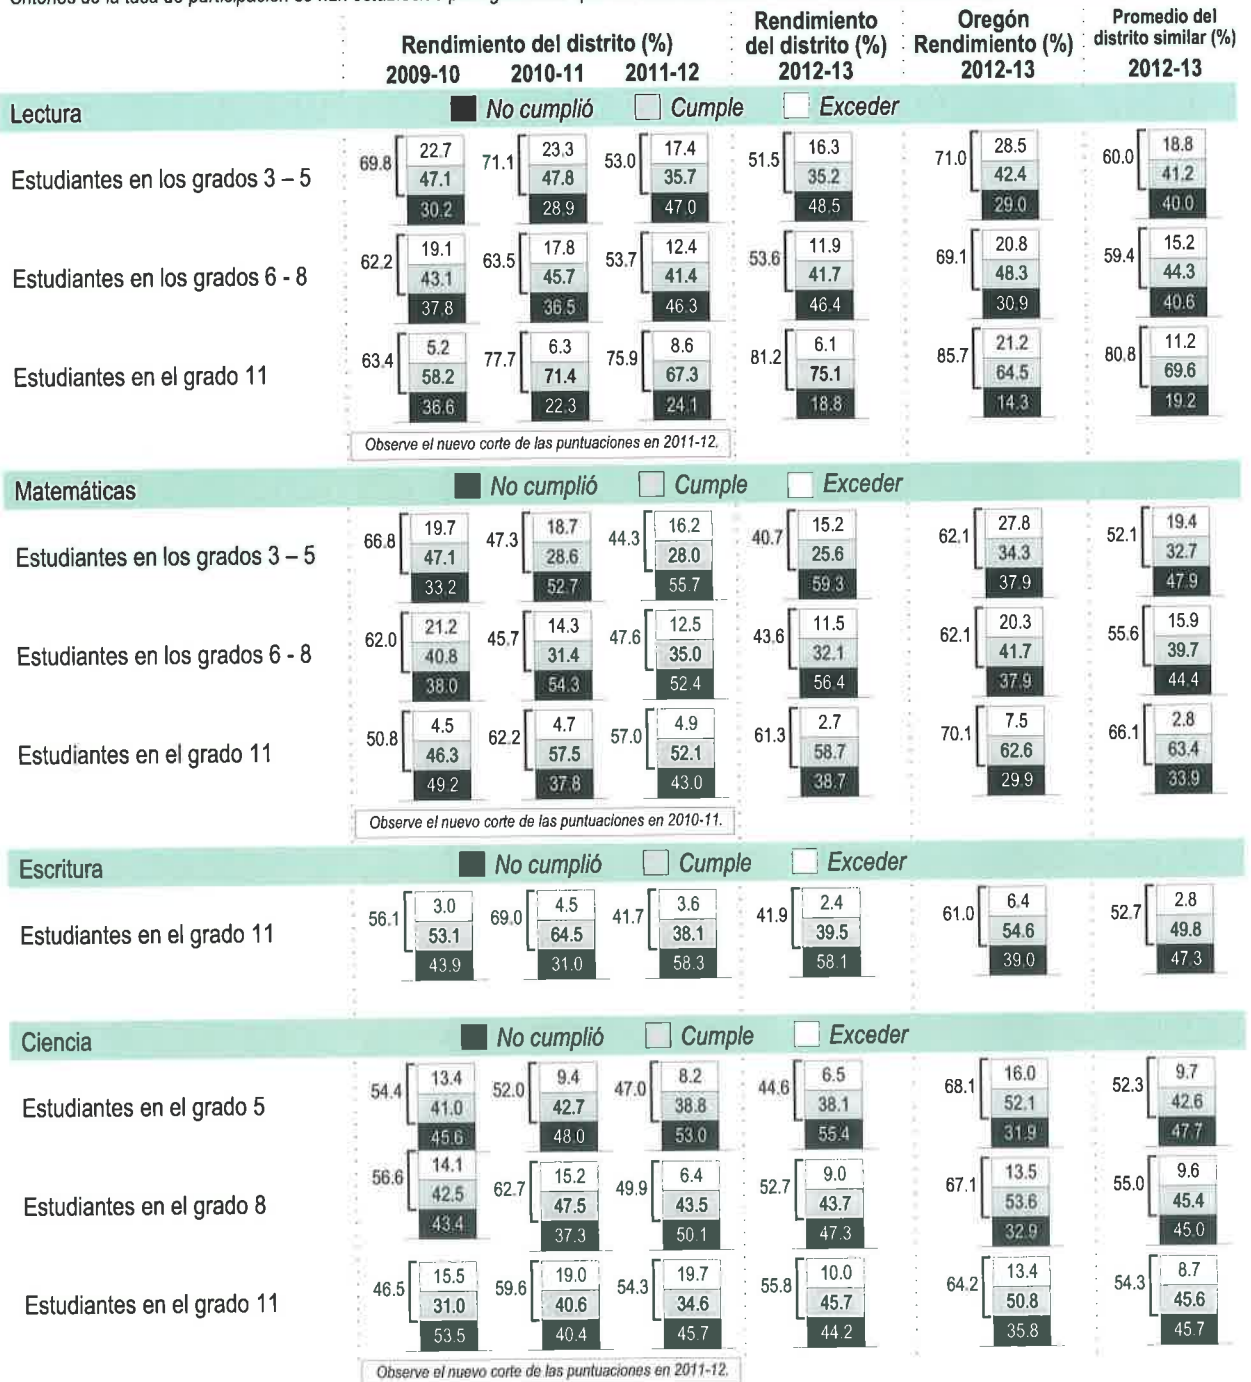 Rendimiento del distrito (%)
2009-10 2010-11 2011-12
Rendimiento del distrito (%)
2012-13
Oregón Rendimiento (%)
2012-13
Promedio del distrito similar (%)
2012-13
Lectura
No cumplió Cumple Exceder
Estudiantes en los grados 3 – 5
69.8 22.7 47.1 30.2
71.1 23.3 47.8 28.9
53.0 17.4 35.7 47.0
51.5 16.3 35.2 48.5
71.0 28.5 42.4 29.0
60.0 18.8 41.2 40.0
Estudiantes en los grados 6 - 8
62.2 19.1 43.1 37.8
63.5 17.8 45.7 36.5
53.7 12.4 41.4 46.3
53.6 11.9 41.7 46.4
69.1 20.8 48.3 30.9
59.4 15.2 44.3 40.6
Estudiantes en el grado 11
63.4 5.2 58.2 36.6
77.7 6.3 71.4 22.3
75.9 8.6 67.3 24.1
81.2 6.1 75.1 18.8
85.7 21.2 64.5 14.3
80.8 11.2 69.6 19.2
Observe el nuevo corte de las puntuaciones en 2011-12.
Matemáticas
No cumplió Cumple Exceder
Estudiantes en los grados 3 – 5
66.8 19.7 47.1 33.2
47.3 18.7 28.6 52.7
44.3 16.2 28.0 55.7
40.7 15.2 25.6 59.3
62.1 27.8 34.3 37.9
52.1 19.4 32.7 47.9
Estudiantes en los grados 6 - 8
62.0 21.2 40.8 38.0
45.7 14.3 31.4 54.3
47.6 12.5 35.0 52.4
43.6 11.5 32.1 56.4
62.1 20.3 41.7 37.9
55.6 15.9 39.7 44.4
Estudiantes en el grado 11
50.8 4.5 46.3 49.2
62.2 4.7 57.5 37.8
57.0 4.9 52.1 43.0
61.3 2.7 58.7 38.7
70.1 7.5 62.6 29.9
66.1 2.8 63.4 33.9
Observe el nuevo corte de las puntuaciones en 2010-11.
Escritura
No cumplió Cumple Exceder
Estudiantes en el grado 11
56.1 3.0 53.1 43.9
69.0 4.5 64.5 31.0
41.7 3.6 38.1 58.3
41.9 2.4 39.5 58.1
61.0 6.4 54.6 39.0
52.7 2.8 49.8 47.3
Ciencia
No cumplió Cumple Exceder
Estudiantes en el grado 5
54.4 13.4 41.0 45.6
52.0 9.4 42.7 48.0
47.0 8.2 38.8 53.0
44.6 6.5 38.1 55.4
68.1 16.0 52.1 31.9
52.3 9.7 42.6 47.7
Estudiantes en el grado 8
56.6 14.1 42.5 43.4
62.7 15.2 47.5 37.3
49.9 6.4 43.5 50.1
52.7 9.0 43.7 47.3
67.1 13.5 53.6 32.9
55.0 9.6 45.4 45.0
Estudiantes en el grado 11
46.5 15.5 31.0 53.5
59.6 19.0 40.6 40.4
54.3 19.7 34.6 45.7
55.8 10.0 45.7 44.2
64.2 13.4 50.8 35.8
54.3 8.7 45.6 45.7
Observe el nuevo corte de las puntuaciones en 2011-12.